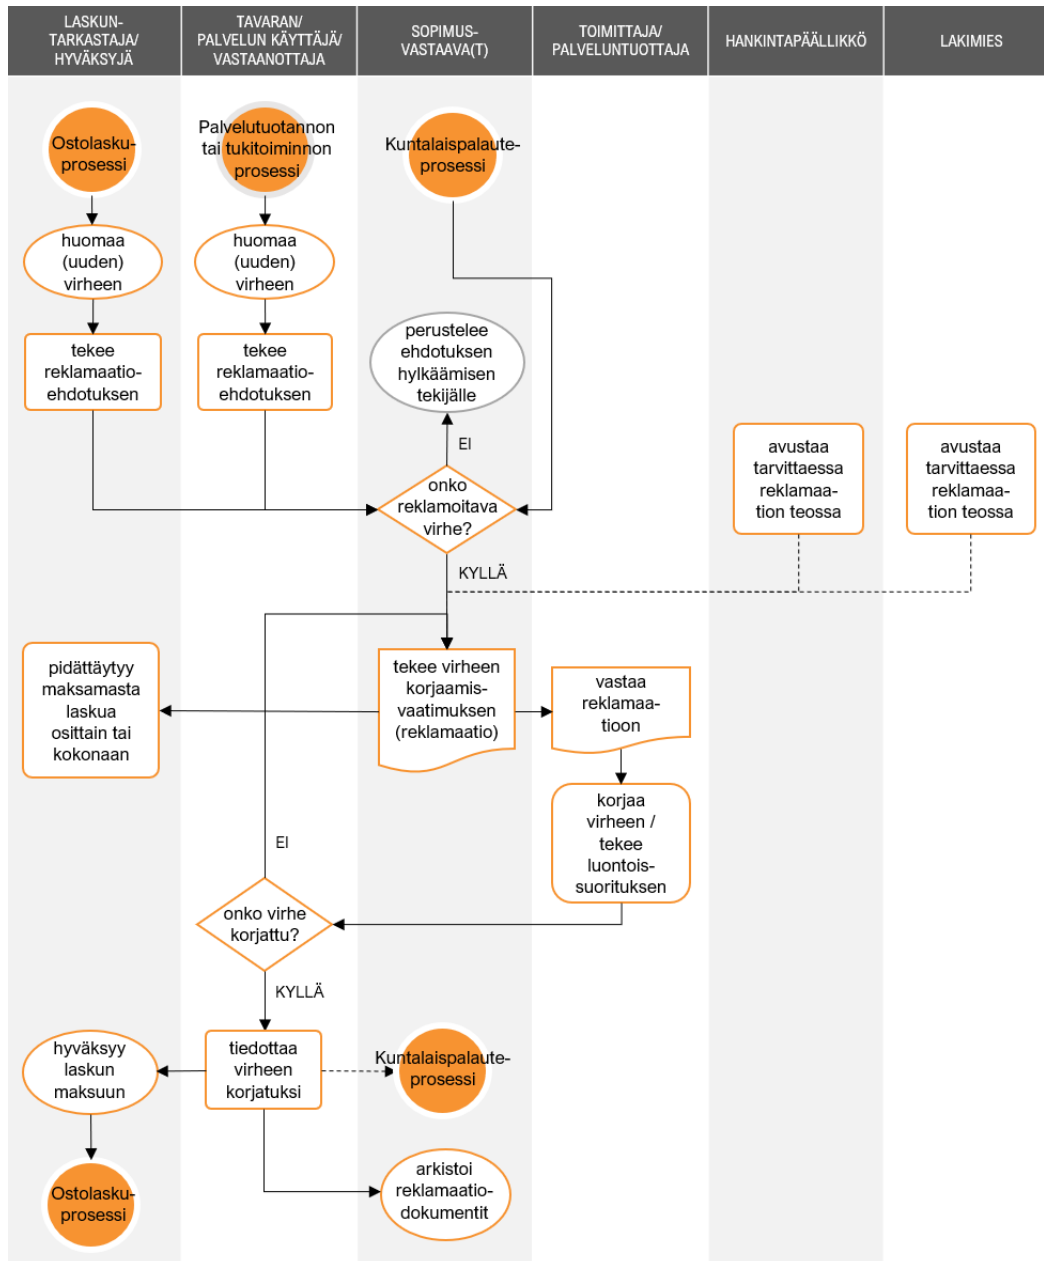 LASKUN-
TARKASTAJA/
HYVÄKSYJÄ
TAVARAN/
PALVELUN KÄYTTÄJÄ/
VASTAANOTTAJA
SOPIMUS-
VASTAAVA(T)
TOIMITTAJA/
PALVELUNTUOTTAJA
HANKINTAPÄÄLLIKKÖ
LAKIMIES
Ostolasku-
prosessi
Palvelutuotannon
tai tukitoiminnon
prosessi
Kuntalaispalaute-
prosessi
huomaa
(uuden)
virheen
huomaa
(uuden)
virheen
tekee
reklamaatio-
ehdotuksen
tekee
reklamaatio-
ehdotuksen
perustelee
ehdotuksen
hylkäämisen
tekijälle
EI
onko
reklamoitava
virhe?
avustaa
tarvittaessa
reklamaa-
tion teossa
avustaa
tarvittaessa
reklamaa-
tion teossa
KYLLÄ
pidättäytyy
maksamasta
laskua
osittain tai
kokonaan
tekee virheen
korjaamis-
vaatimuksen
(reklamaatio)
vastaa
reklamaa-
tioon
korjaa
virheen /
tekee
luontois-
suorituksen
EI
onko virhe
korjattu?
KYLLÄ
hyväksyy
laskun
maksuun
tiedottaa
virheen
korjatuksi
Kuntalaispalaute-
prosessi
Ostolasku-
prosessi
arkistoi
reklamaatio-
dokumentit